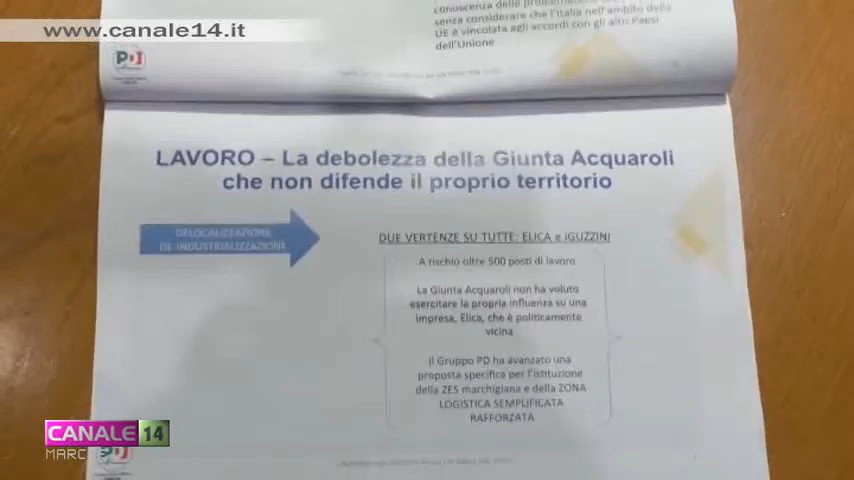 conoscenza delle
senza considerare che l'Italia nell'ambito della
UE è vincolata agli accordi con gli altri Paesi
dell'Unione
www.canale14.it
PD
LAVORO – La debolezza della Giunta Acquaroli
che non difende il proprio territorio
DELOCALIZZAZIONE
DE-INDUSTRIALIZZAZIONE
DUE VERTENZE SU TUTTE: ELICA e iGUZZINI
A rischio oltre 500 posti di lavoro
La Giunta Acquaroli non ha voluto
esercitare la propria influenza su una
impresa, Elica, che è politicamente
vicina
Il Gruppo PD ha avanzato una
proposta specifica per l'istituzione
della ZES marchigiana e della ZONA
LOGISTICA SEMPLIFICATA
RAFFORZATA
CANALE 14
MARC
PD